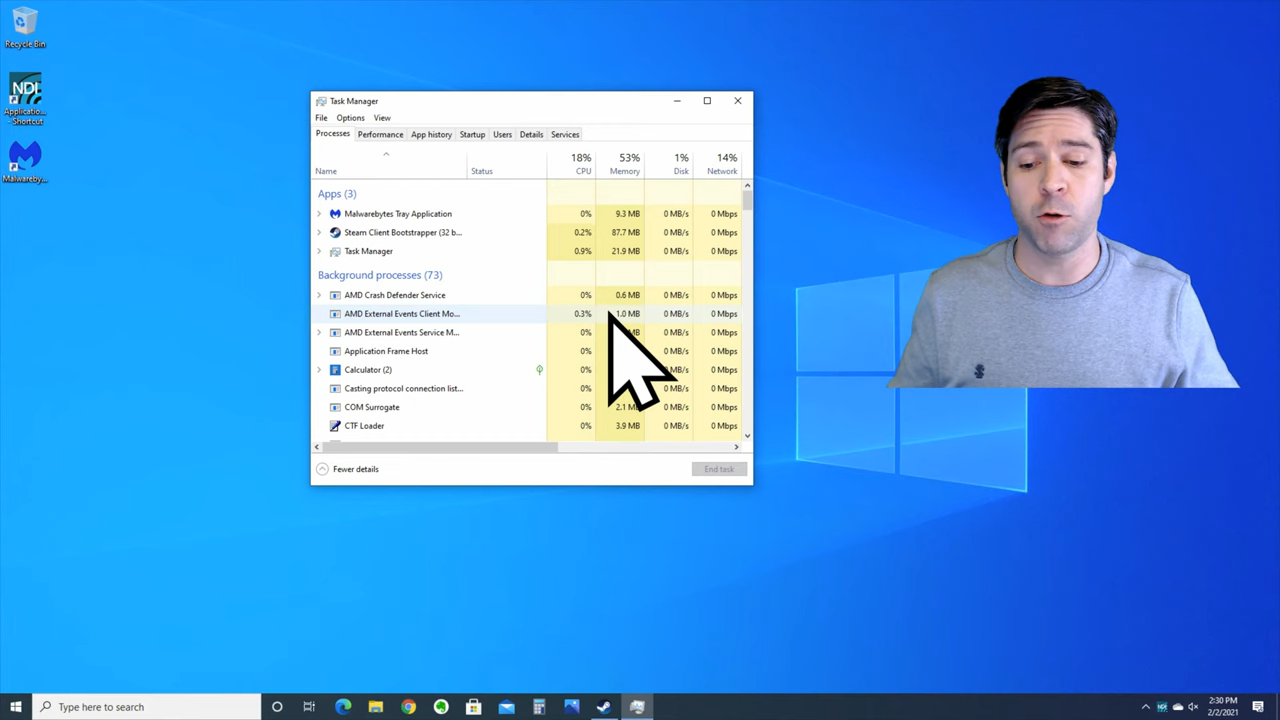 Recycle Bin
NDI
Applicatio...
- Shortcut
Malwareby...
Task Manager
File Options View
Processes Performance App history Startup Users Details Services
18% 53% 1% 14%
Name Status CPU Memory Disk Network
Apps (3)
Malwarebytes Tray Application 0% 9.3 MB 0 MB/s 0 Mbps
Steam Client Bootstrapper (32 b... 0.2% 87.7 MB 0 MB/s 0 Mbps
Task Manager 0.9% 21.9 MB 0 MB/s 0 Mbps
Background processes (73)
AMD Crash Defender Service 0% 0.6 MB 0 MB/s 0 Mbps
AMD External Events Client Mo... 0.3% 1.0 MB 0 MB/s 0 Mbps
AMD External Events Service M... 0% MB 0 MB/s 0 Mbps
Application Frame Host 0% 0 MB/s 0 Mbps
Calculator (2) 0% 0 MB/s 0 Mbps
Casting protocol connection list... 0% 0 MB/s 0 Mbps
COM Surrogate 0% 2.1 MB 0 MB/s 0 Mbps
CTF Loader 0% 3.9 MB 0 MB/s 0 Mbps
Fewer details End task
Type here to search
NDI
2:30 PM
2/2/2021